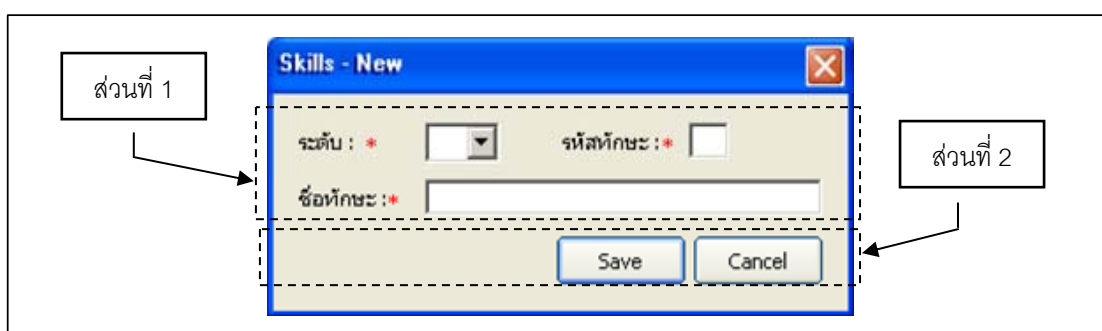 Skills - New
ส่วนที่ 1
ระดับ : * รหัสทักษะ :*
ส่วนที่ 2
ชื่อทักษะ :*
Save Cancel